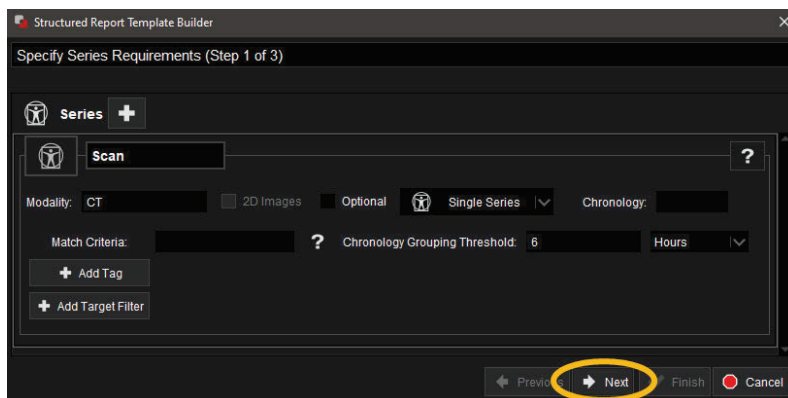 Structured Report Template Builder
Specify Series Requirements (Step 1 of 3)
Series
Scan
?
Modality: CT 2D Images Optional Single Series Chronology:
Match Criteria: ? Chronology Grouping Threshold: 6 Hours
Add Tag
Add Target Filter
Previous Next Finish Cancel